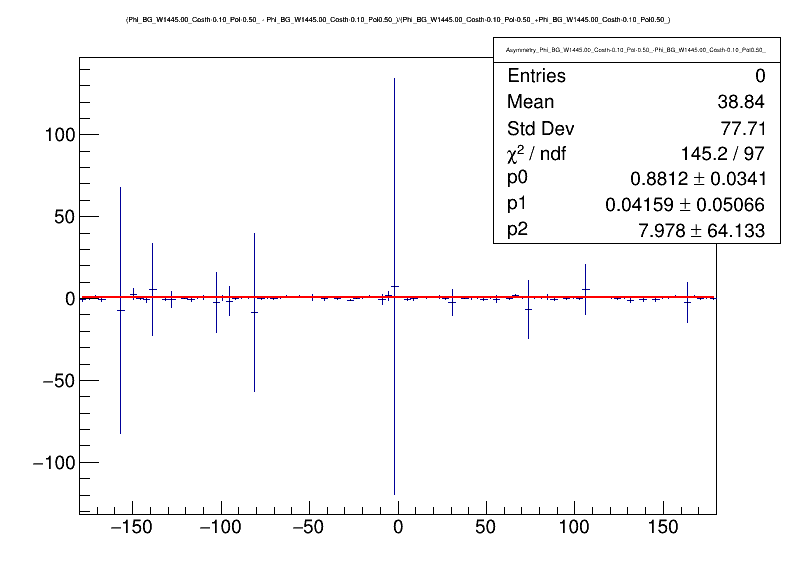 (Phi_BG_W1445.00_Costh-0.10_Pol-0.50_ - Phi_BG_W1445.00_Costh-0.10_Pol0.50_)/(Phi_BG_W1445.00_Costh-0.10_Pol-0.50_+Phi_BG_W1445.00_Costh-0.10_Pol0.50_)
Asymmetry_Phi_BG_W1445.00_Costh-0.10_Pol-0.50_-Phi_BG_W1445.00_Costh-0.10_Pol0.50_
Entries 0
Mean 38.84
Std Dev 77.71
χ² / ndf 145.2 / 97
p0 0.8812 ± 0.0341
p1 0.04159 ± 0.05066
p2 7.978 ± 64.133
100
50
0
−50
−100
−150 −100 −50 0 50 100 150